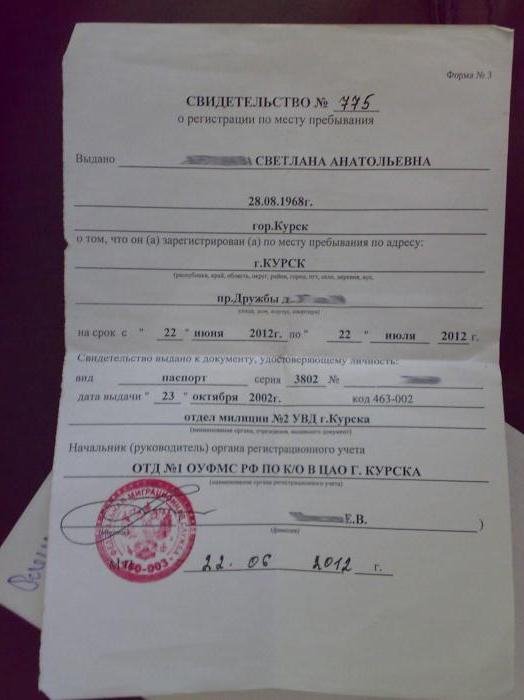 Форма № 3
СВИДЕТЕЛЬСТВО № 775
о регистрации по месту пребывания
Выдано А СВЕТЛАНА АНАТОЛЬЕВНА
28.08.1968г.
гор.Курск
о том, что он (а) зарегистрирован (а) по месту пребывания по адресу:
г.КУРСК
(республика, край, область, округ, район, город, пгт, село, деревня, аул,
пр.Дружбы д.
улица, дом, корпус, квартира)
на срок с " 22 " июня 2012г. по " 22 " июля 2012 г.
Свидетельство выдано к документу, удостоверяющему личность:
вид паспорт серия 3802 №
дата выдачи " 23 " октября 2002г. код 463-002
отдел милиции №2 УВД г.Курска
(наименование органа, учреждения, выдавшего документ)
Начальник (руководитель) органа регистрационного учета
ОТД №1 ОУФМС РФ ПО К/О В ЦАО Г. КУРСКА
(наименование органа регистрационного учета)
Е.В. )
(фамилия)
22. 06 2012 г.